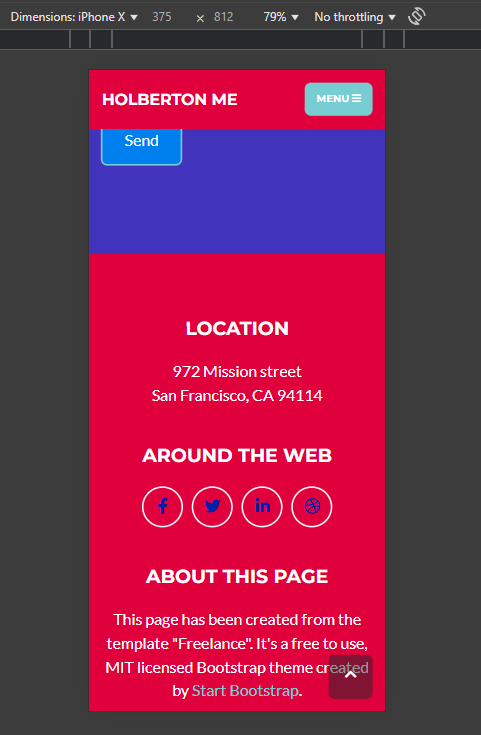 Dimensions: iPhone X 375 × 812 79% No throttling
HOLBERTON ME MENU
Send
LOCATION
972 Mission street
San Francisco, CA 94114
AROUND THE WEB
ABOUT THIS PAGE
This page has been created from the
template "Freelance". It's a free to use,
MIT licensed Bootstrap theme created
by Start Bootstrap.